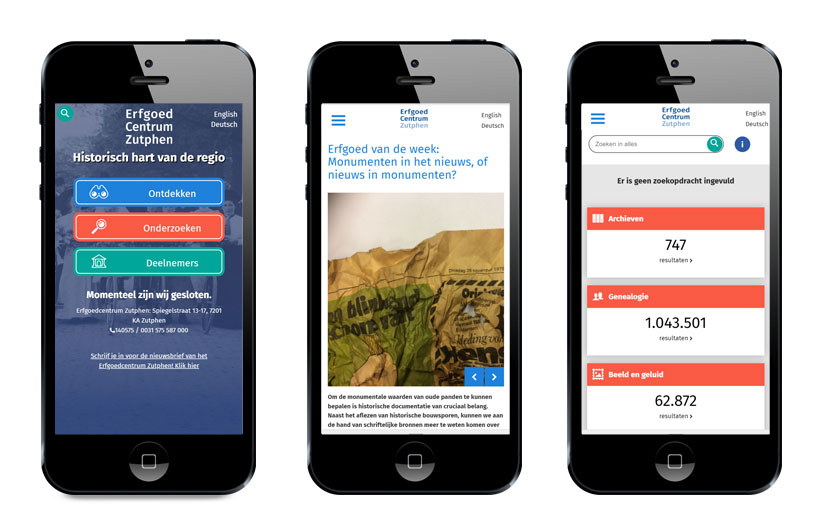 Erfgoed
Centrum
Zutphen
English
Deutsch
Historisch hart van de regio
Ontdekken
Onderzoeken
Deelnemers
Momenteel zijn wij gesloten.
Erfgoedcentrum Zutphen: Spiegelstraat 13-17, 7201
KA Zutphen
140575 / 0031 575 587 000
Schrijf je in voor de nieuwsbrief van het
Erfgoedcentrum Zutphen! Klik hier
Erfgoed
Centrum
Zutphen
English
Deutsch
Erfgoed van de week:
Monumenten in het nieuws, of
nieuws in monumenten?
Om de monumentale waarden van oude panden te kunnen
bepalen is historische documentatie van cruciaal belang.
Naast het aflezen van historische bouwsporen, kunnen we aan
de hand van schriftelijke bronnen meer te weten komen over
Erfgoed
Centrum
Zutphen
English
Deutsch
Zoeken in alles
i
Er is geen zoekopdracht ingevuld
Archieven
747
resultaten >
Genealogie
1.043.501
resultaten >
Beeld en geluid
62.872
resultaten >